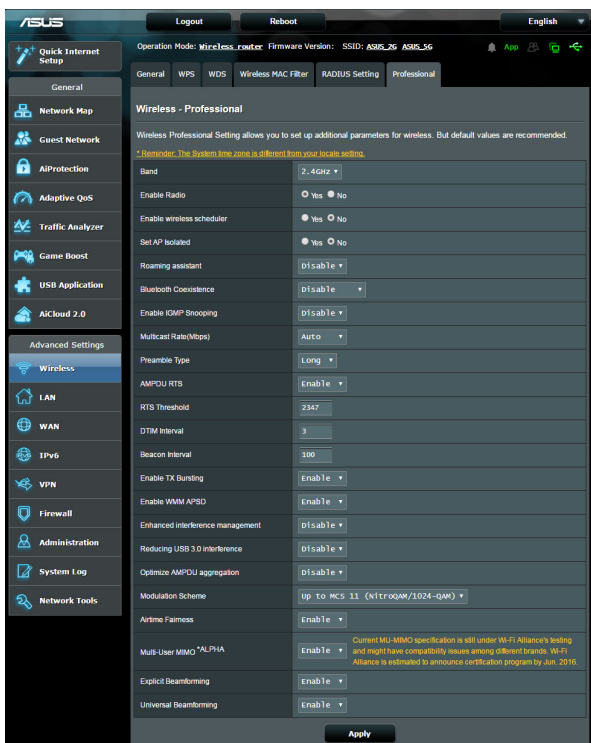 ASUS
Logout
Reboot
English
Quick Internet Setup
Operation Mode: Wireless router Firmware Version: SSID: ASUS_2G ASUS_5G
App
General
WPS
WDS
Wireless MAC Filter
RADIUS Setting
Professional
General
Network Map
Guest Network
AiProtection
Adaptive QoS
Traffic Analyzer
Game Boost
USB Application
AiCloud 2.0
Advanced Settings
Wireless
LAN
WAN
IPv6
VPN
Firewall
Administration
System Log
Network Tools
Wireless - Professional
Wireless Professional Setting allows you to set up additional parameters for wireless. But default values are recommended.
* Reminder: The System time zone is different from your locale setting.
Band 2.4GHz
Enable Radio Yes No
Enable wireless scheduler Yes No
Set AP Isolated Yes No
Roaming assistant Disable
Bluetooth Coexistence Disable
Enable IGMP Snooping Disable
Multicast Rate(Mbps) Auto
Preamble Type Long
AMPDU RTS Enable
RTS Threshold 2347
DTIM Interval 3
Beacon Interval 100
Enable TX Bursting Enable
Enable WMM APSD Enable
Enhanced interference management Disable
Reducing USB 3.0 interference Disable
Optimize AMPDU aggregation Disable
Modulation Scheme Up to MCS 11 (NitroQAM/1024-QAM)
Airtime Fairness Enable
Multi-User MIMO *ALPHA Enable
Current MU-MIMO specification is still under Wi-Fi Alliance's testing
and might have compatibility issues among different brands. Wi-Fi
Alliance is estimated to announce certification program by Jun. 2016.
Explicit Beamforming Enable
Universal Beamforming Enable
Apply